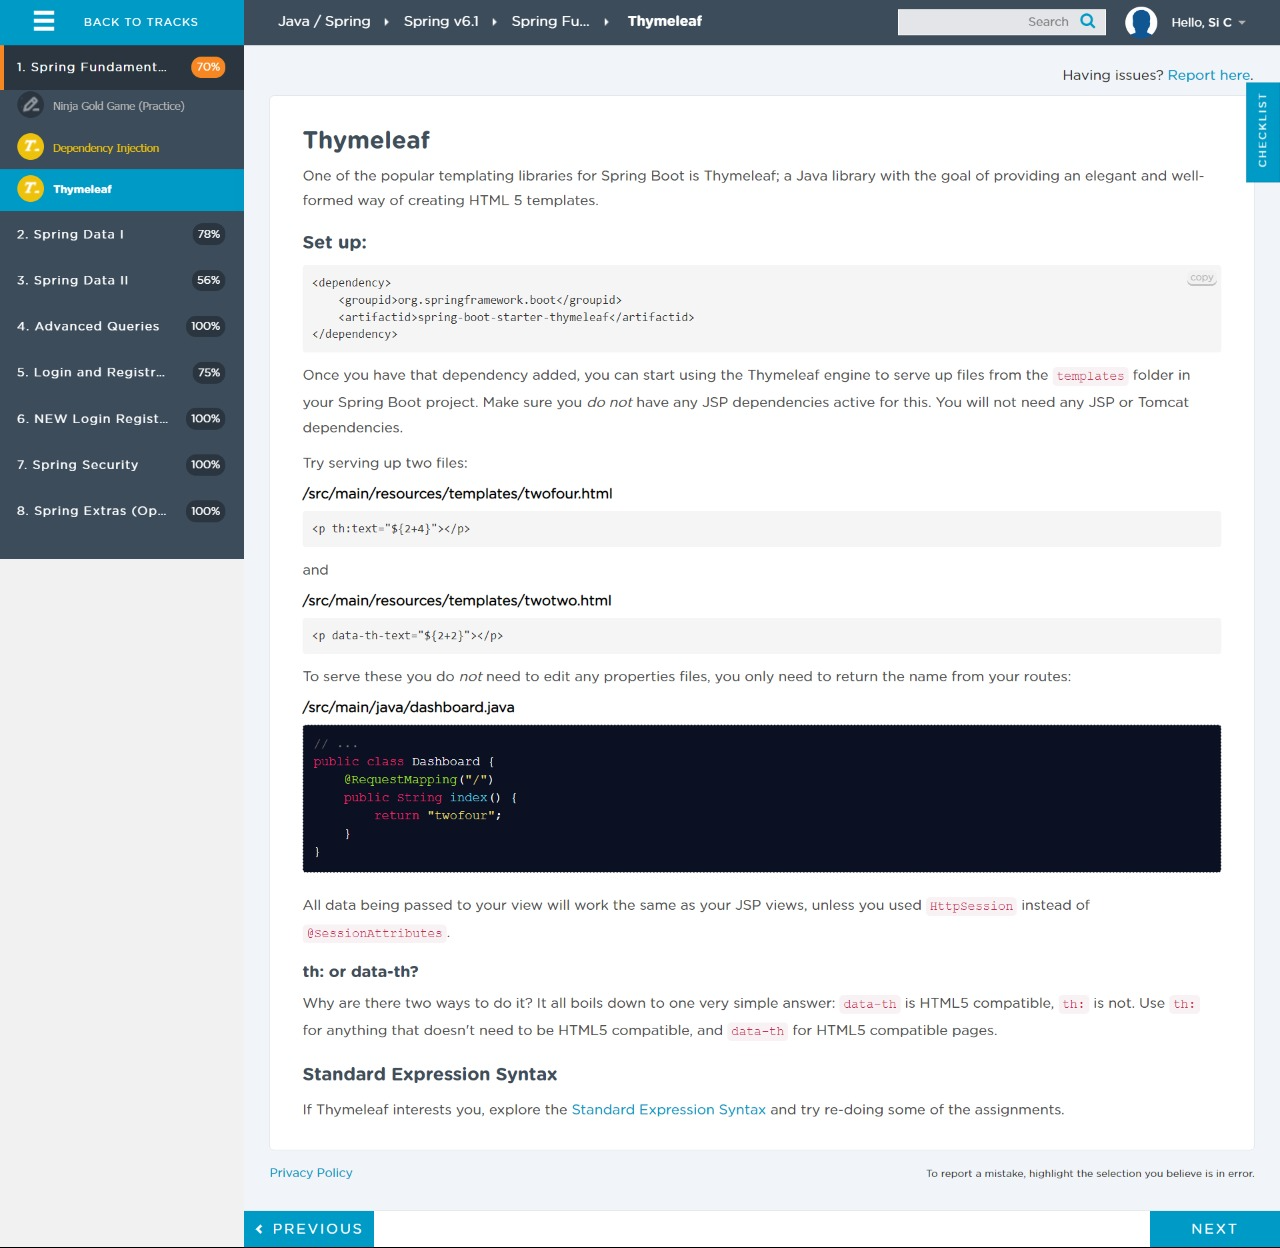 BACK TO TRACKS
Java / Spring Spring v6.1 Spring Fu... Thymeleaf
Search
Hello, Si C
1. Spring Fundament... 70%
Ninja Gold Game (Practice)
T. Dependency Injection
T. Thymeleaf
2. Spring Data I 78%
3. Spring Data II 56%
4. Advanced Queries 100%
5. Login and Registr... 75%
6. NEW Login Regist... 100%
7. Spring Security 100%
8. Spring Extras (Op... 100%
Having issues? Report here.
CHECKLIST
Thymeleaf
One of the popular templating libraries for Spring Boot is Thymeleaf; a Java library with the goal of providing an elegant and well-
formed way of creating HTML 5 templates.
Set up:
copy
<dependency>
    <groupid>org.springframework.boot</groupid>
    <artifactid>spring-boot-starter-thymeleaf</artifactid>
</dependency>
Once you have that dependency added, you can start using the Thymeleaf engine to serve up files from the templates folder in
your Spring Boot project. Make sure you do not have any JSP dependencies active for this. You will not need any JSP or Tomcat
dependencies.
Try serving up two files:
/src/main/resources/templates/twofour.html
<p th:text="${2+4}"></p>
and
/src/main/resources/templates/twotwo.html
<p data-th-text="${2+2}"></p>
To serve these you do not need to edit any properties files, you only need to return the name from your routes:
/src/main/java/dashboard.java
// ...
public class Dashboard {
    @RequestMapping("/")
    public String index() {
        return "twofour";
    }
}
All data being passed to your view will work the same as your JSP views, unless you used HttpSession instead of
@SessionAttributes.
th: or data-th?
Why are there two ways to do it? It all boils down to one very simple answer: data-th is HTML5 compatible, th: is not. Use th:
for anything that doesn't need to be HTML5 compatible, and data-th for HTML5 compatible pages.
Standard Expression Syntax
If Thymeleaf interests you, explore the Standard Expression Syntax and try re-doing some of the assignments.
Privacy Policy
To report a mistake, highlight the selection you believe is in error.
PREVIOUS
NEXT